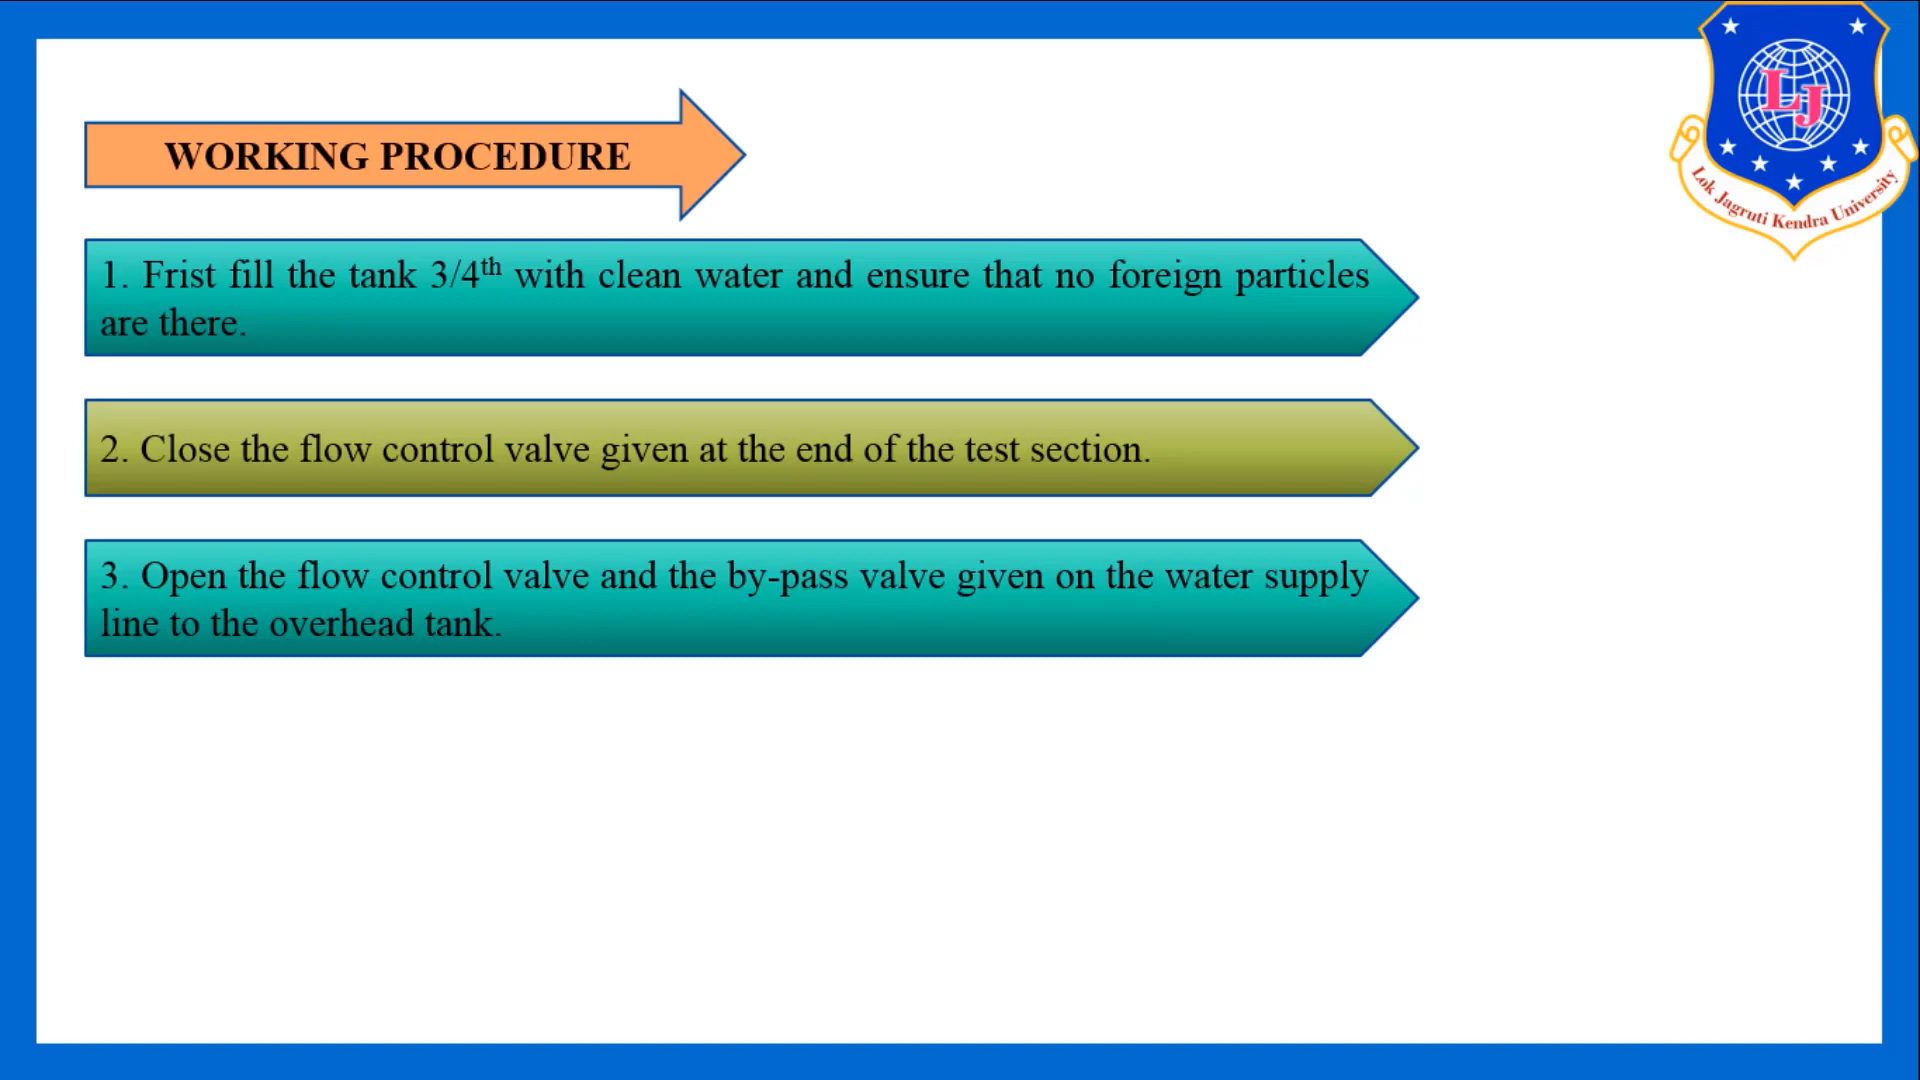 LJ
Lok Jagruti Kendra University
WORKING PROCEDURE
1. Frist fill the tank 3/4th with clean water and ensure that no foreign particles
are there.
2. Close the flow control valve given at the end of the test section.
3. Open the flow control valve and the by-pass valve given on the water supply
line to the overhead tank.